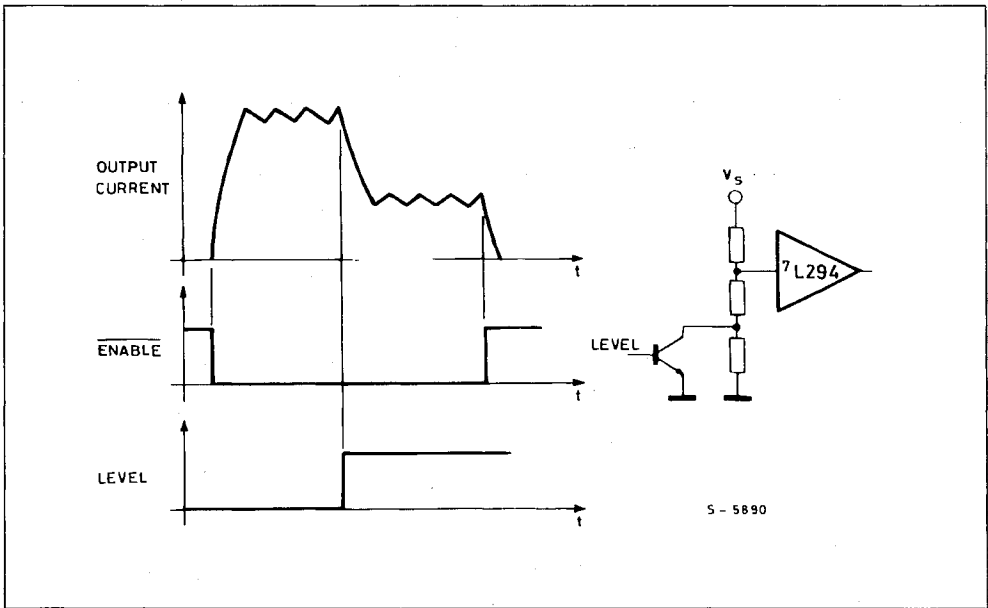 OUTPUT
CURRENT
t
ENABLE
t
LEVEL
t
VS
7 L294
LEVEL
S - 5890